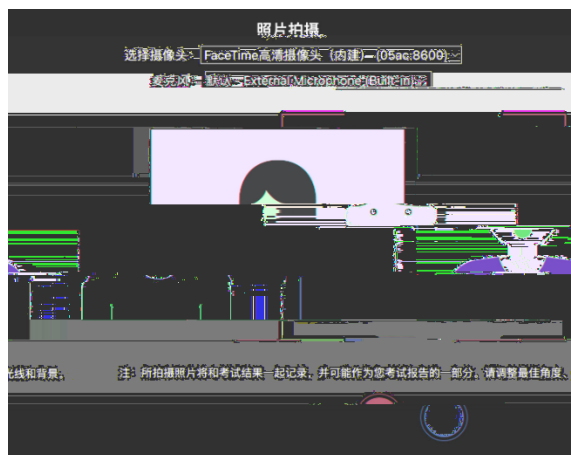 照片拍摄
选择摄像头: FaceTime高清摄像头（内建） (05ac:8600)
麦克风: 默认 - External Microphone (Built-in)
光线和背景。 注：所拍摄照片将和考试结果一起记录，并可能作为您考试报告的一部分。请调整最佳角度、